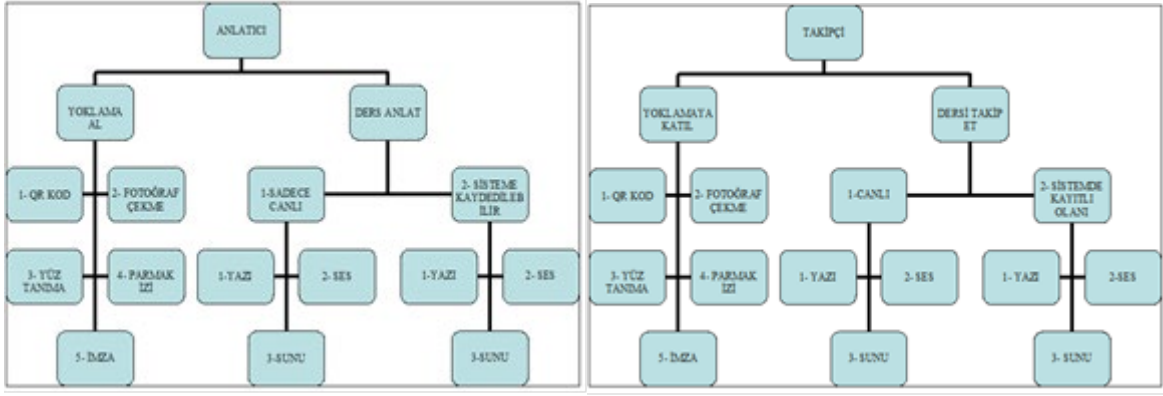 ANLATICI
YOKLAMA
AL
DERS ANLAT
1- QR KOD
2- FOTOĞRAF
ÇEKME
1-SADECE
CANLI
2- SİSTEME
KAYDEDİLEB
İLİR
3- YÜZ
TANIMA
4- PARMAK
İZİ
1-YAZI
2- SES
1-YAZI
2- SES
5- İMZA
3-SUNU
3-SUNU
TAKİPÇİ
YOKLAMAYA
KATIL
DERSİ TAKİP
ET
1- QR KOD
2- FOTOĞRAF
ÇEKME
1-CANLI
2- SİSTEMDE
KAYITLI
OLANI
3- YÜZ
TANIMA
4- PARMAK
İZİ
1- YAZI
2- SES
1- YAZI
2-SES
5- İMZA
3- SUNU
3- SUNU